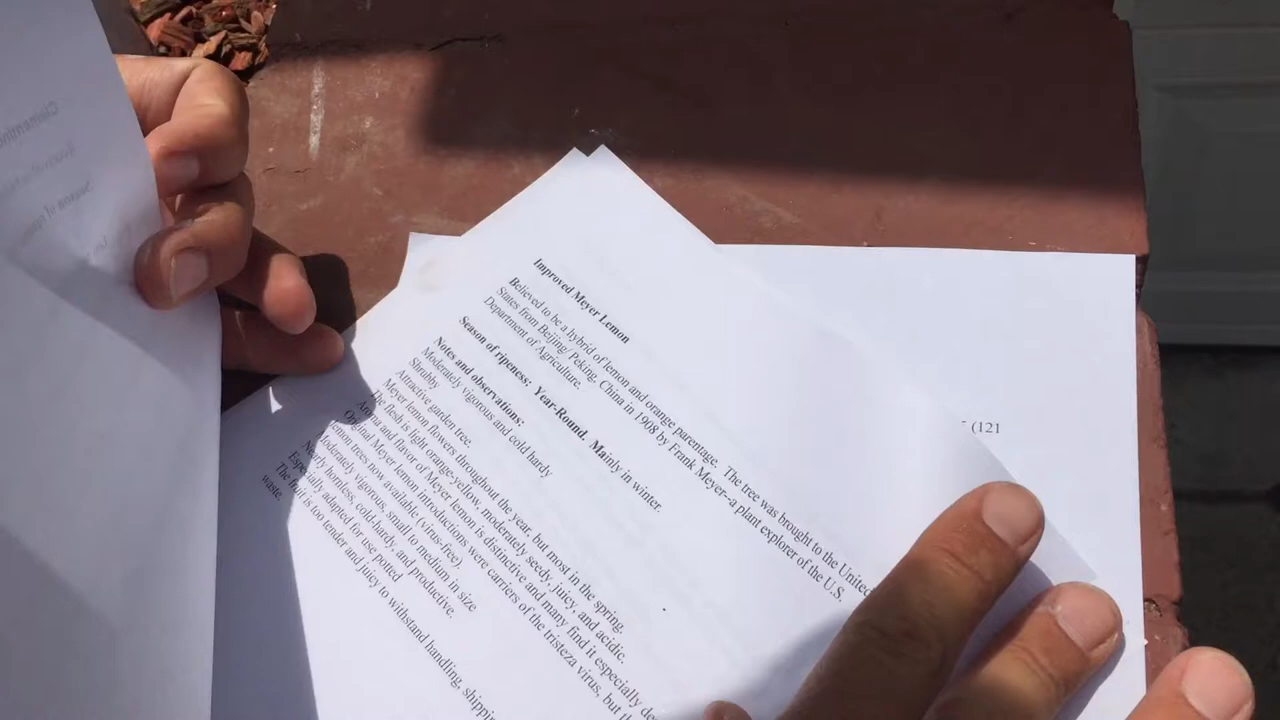 Improved Meyer Lemon
Believed to be a hybrid of lemon and orange parentage. The tree was brought to the United
States from Beijing/Peking, China in 1908 by Frank Meyer--a plant explorer of the U.S.
Department of Agriculture.
Season of ripeness: Year-Round. Mainly in winter.
Notes and observations:
Moderately vigorous and cold hardy
Shrubby
Attractive garden tree.
Meyer lemon flowers throughout the year, but most in the spring.
The flesh is light orange-yellow, moderately seedy, juicy, and acidic.
Aroma and flavor of Meyer lemon is distinctive and many find it especially de
Original Meyer lemon introductions were carriers of the tristeza virus, but th
lemon trees now available (virus-free).
Moderately vigorous, small to medium in size
Nearly thornless, cold-hardy, and productive.
Especially adapted for use potted
The fruit is too tender and juicy to withstand handling, shippin
waste
(121
Season of